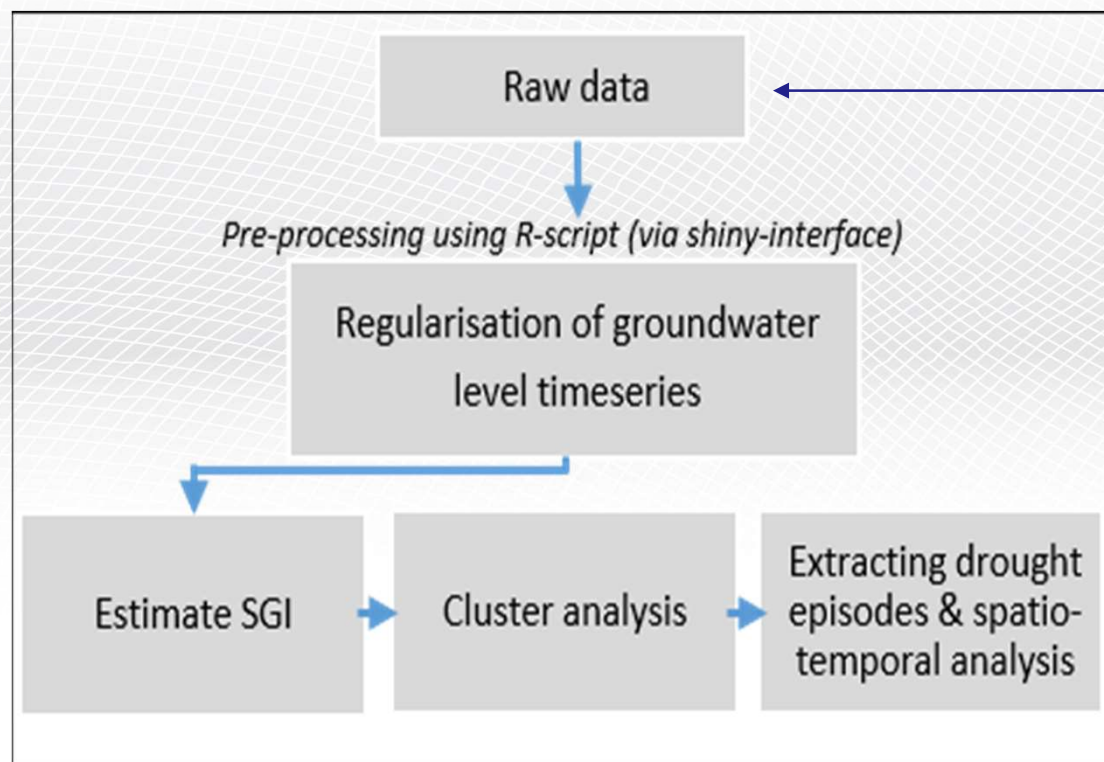 Raw data
Pre-processing using R-script (via shiny-interface)
Regularisation of groundwater
level timeseries
Estimate SGI
Cluster analysis
Extracting drought
episodes & spatio-
temporal analysis